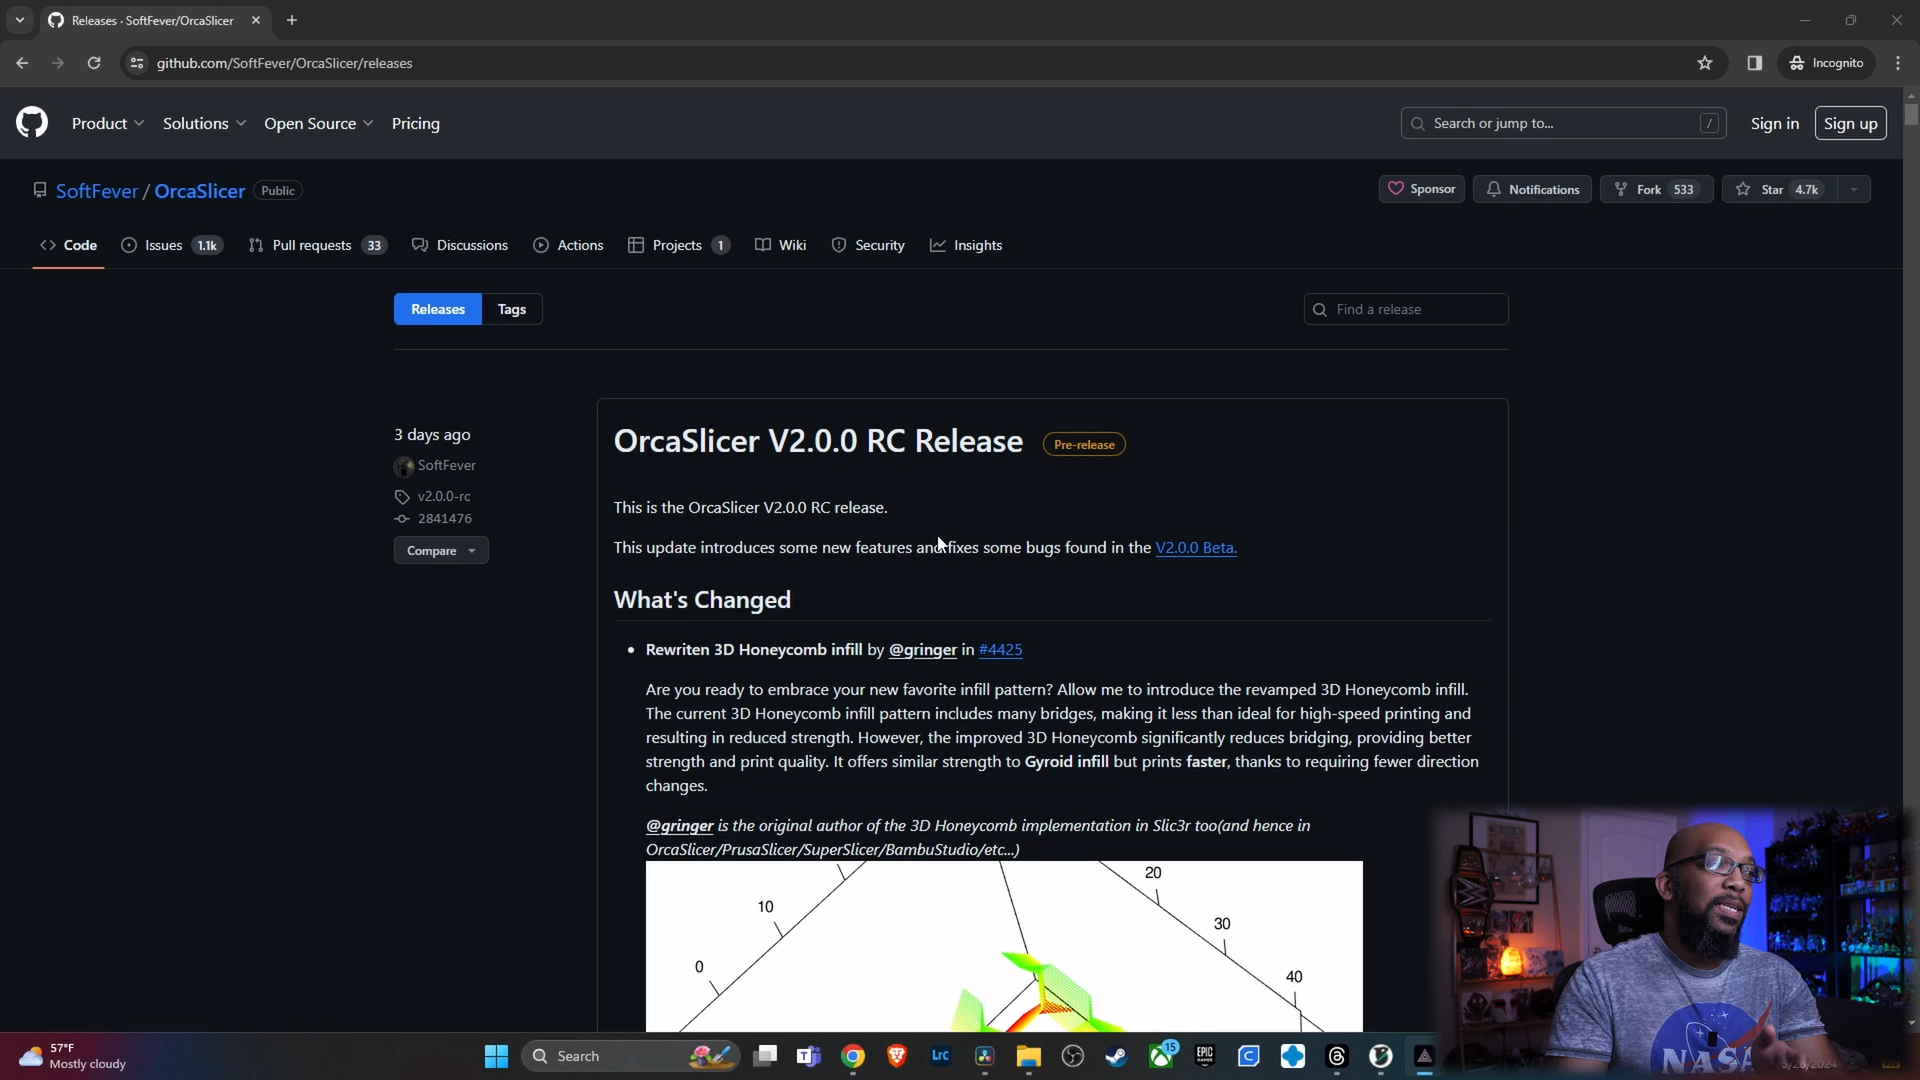 Releases · SoftFever/OrcaSlicer
github.com/SoftFever/OrcaSlicer/releases
Incognito
Product
Solutions
Open Source
Pricing
Search or jump to...
/
Sign in
Sign up
SoftFever / OrcaSlicer
Public
Sponsor
Notifications
Fork 533
Star 4.7k
Code
Issues 1.1k
Pull requests 33
Discussions
Actions
Projects 1
Wiki
Security
Insights
Releases
Tags
Find a release
3 days ago
SoftFever
v2.0.0-rc
2841476
Compare
OrcaSlicer V2.0.0 RC Release
Pre-release
This is the OrcaSlicer V2.0.0 RC release.
This update introduces some new features and fixes some bugs found in the V2.0.0 Beta.
What's Changed
Rewriten 3D Honeycomb infill by @gringer in #4425
Are you ready to embrace your new favorite infill pattern? Allow me to introduce the revamped 3D Honeycomb infill.
The current 3D Honeycomb infill pattern includes many bridges, making it less than ideal for high-speed printing and
resulting in reduced strength. However, the improved 3D Honeycomb significantly reduces bridging, providing better
strength and print quality. It offers similar strength to Gyroid infill but prints faster, thanks to requiring fewer direction
changes.
@gringer is the original author of the 3D Honeycomb implementation in Slic3r too(and hence in
OrcaSlicer/PrusaSlicer/SuperSlicer/BambuStudio/etc...)
20
10
30
0
40
NASA
57°F
Mostly cloudy
Search
Lrc
15
EPIC